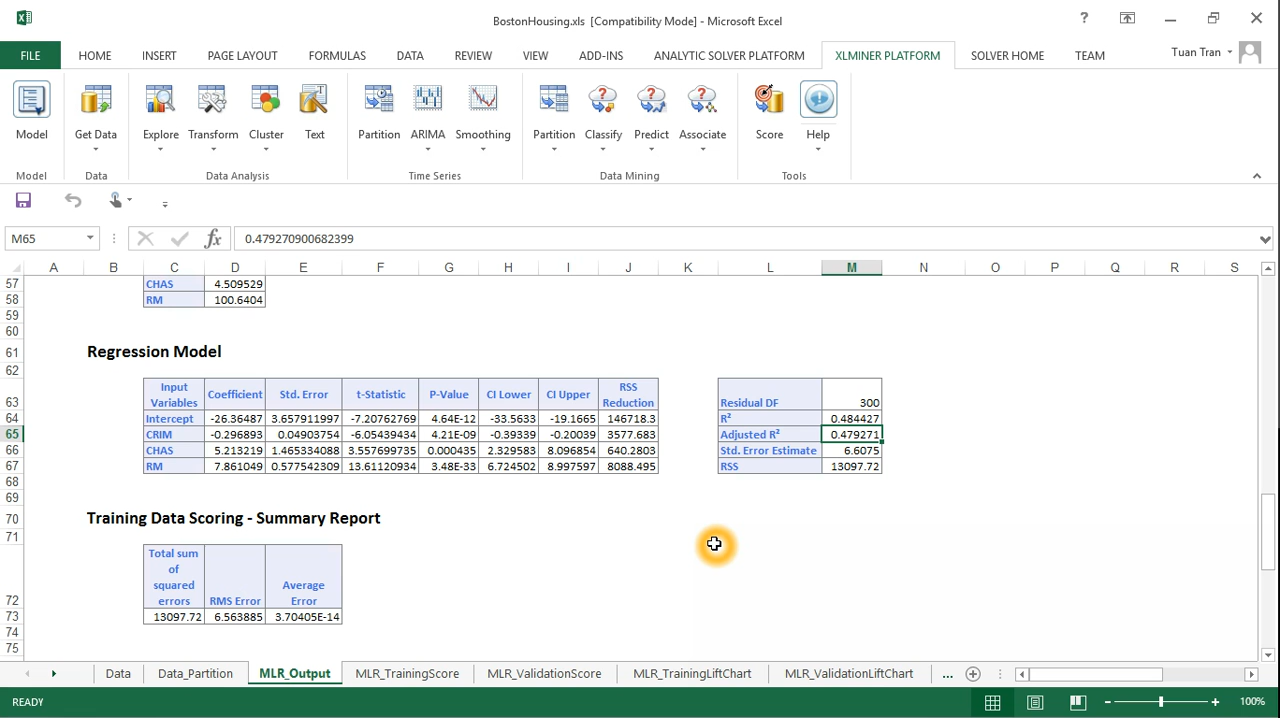 BostonHousing.xls [Compatibility Mode] - Microsoft Excel
?
FILE HOME INSERT PAGE LAYOUT FORMULAS DATA REVIEW VIEW ADD-INS ANALYTIC SOLVER PLATFORM XLMINER PLATFORM SOLVER HOME TEAM Tuan Tran
Model Get Data Explore Transform Cluster Text Partition ARIMA Smoothing Partition Classify Predict Associate Score Help
Model Data Data Analysis Time Series Data Mining Tools
M65 fx 0.479270900682399
A B C D E F G H I J K L M N O P Q R S
57 CHAS 4.509529
58 RM 100.6404
59
60
61 Regression Model
62
63 Input Variables Coefficient Std. Error t-Statistic P-Value CI Lower CI Upper RSS Reduction Residual DF 300
64 Intercept -26.36487 3.657911997 -7.20762769 4.64E-12 -33.5633 -19.1665 146718.3 R² 0.484427
65 CRIM -0.296893 0.04903754 -6.05439434 4.21E-09 -0.39339 -0.20039 3577.683 Adjusted R² 0.479271
66 CHAS 5.213219 1.465334088 3.557699735 0.000435 2.329583 8.096854 640.2803 Std. Error Estimate 6.6075
67 RM 7.861049 0.577542309 13.61120934 3.48E-33 6.724502 8.997597 8088.495 RSS 13097.72
68
69
70 Training Data Scoring - Summary Report
71
72 Total sum of squared errors RMS Error Average Error
73 13097.72 6.563885 3.70405E-14
74
75
Data Data_Partition MLR_Output MLR_TrainingScore MLR_ValidationScore MLR_TrainingLiftChart MLR_ValidationLiftChart ...
READY 100%